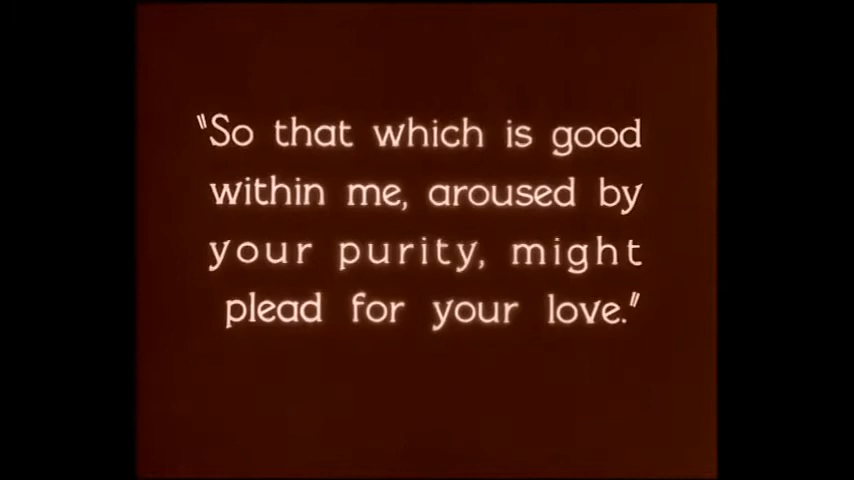 "So that which is good
within me, aroused by
your purity, might
plead for your love."